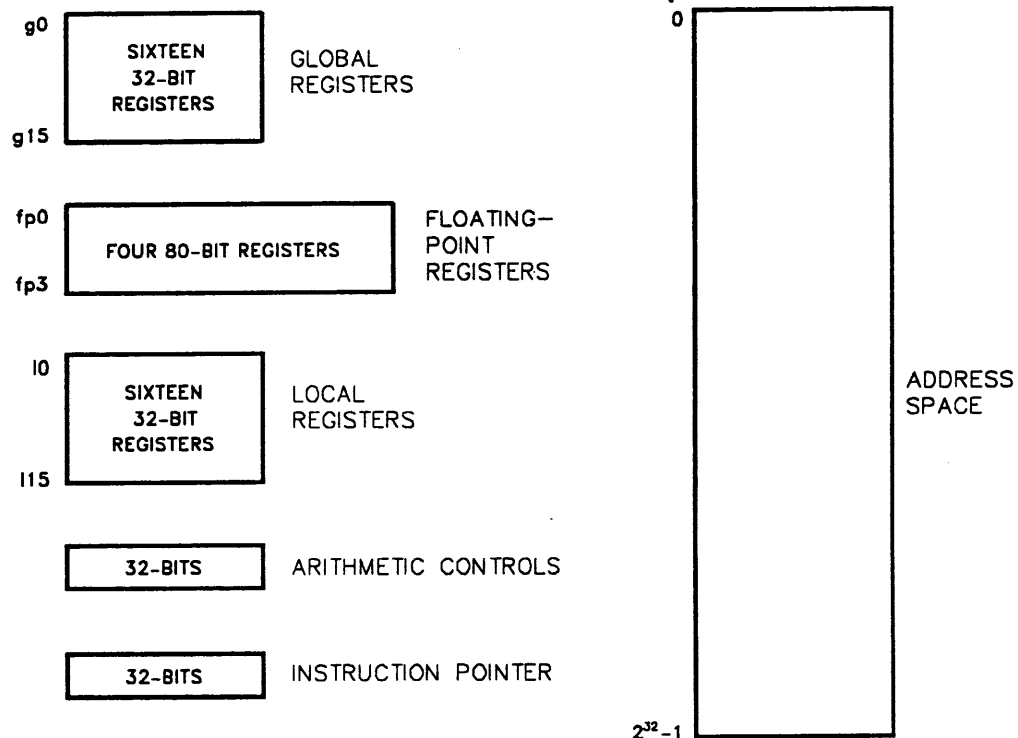 g0
SIXTEEN
32-BIT
REGISTERS
g15
GLOBAL
REGISTERS
fp0
FOUR 80-BIT REGISTERS
fp3
FLOATING-
POINT
REGISTERS
l0
SIXTEEN
32-BIT
REGISTERS
l15
LOCAL
REGISTERS
32-BITS
ARITHMETIC CONTROLS
32-BITS
INSTRUCTION POINTER
0
ADDRESS
SPACE
2³²-1